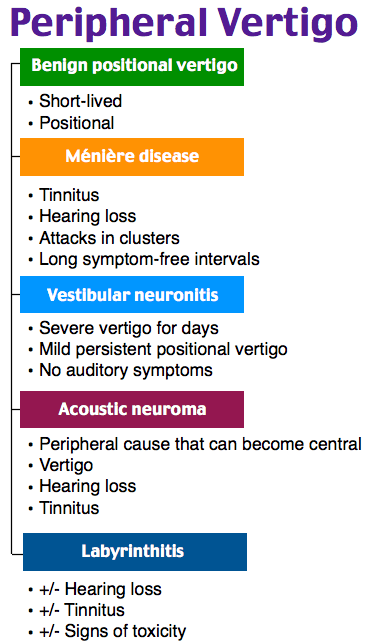 Peripheral Vertigo
Benign positional vertigo
• Short-lived
• Positional
Ménière disease
• Tinnitus
• Hearing loss
• Attacks in clusters
• Long symptom-free intervals
Vestibular neuronitis
• Severe vertigo for days
• Mild persistent positional vertigo
• No auditory symptoms
Acoustic neuroma
• Peripheral cause that can become central
• Vertigo
• Hearing loss
• Tinnitus
Labyrinthitis
• +/- Hearing loss
• +/- Tinnitus
• +/- Signs of toxicity